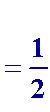 = 1/2